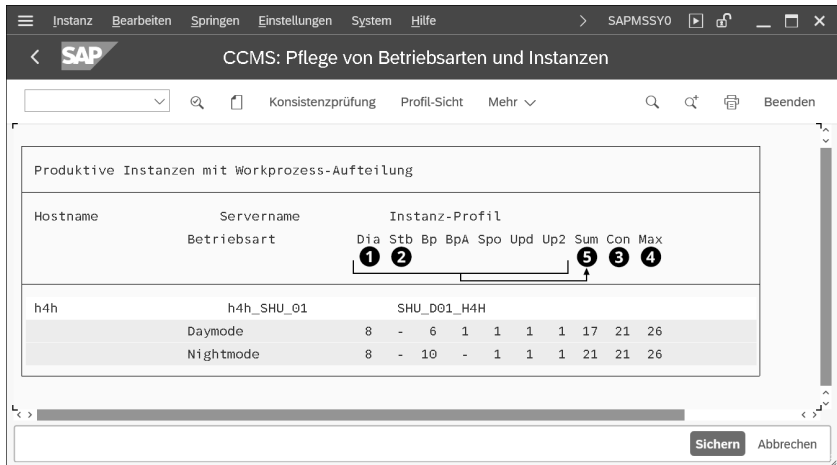 Instanz Bearbeiten Springen Einstellungen System Hilfe SAPMSSY0
SAP CCMS: Pflege von Betriebsarten und Instanzen
Konsistenzprüfung Profil-Sicht Mehr Beenden
Produktive Instanzen mit Workprozess-Aufteilung
Hostname Servername Instanz-Profil
Betriebsart Dia Stb Bp BpA Spo Upd Up2 Sum Con Max
1 2 5 3 4
h4h h4h_SHU_01 SHU_D01_H4H
Daymode 8 - 6 1 1 1 1 17 21 26
Nightmode 8 - 10 - 1 1 1 21 21 26
Sichern Abbrechen